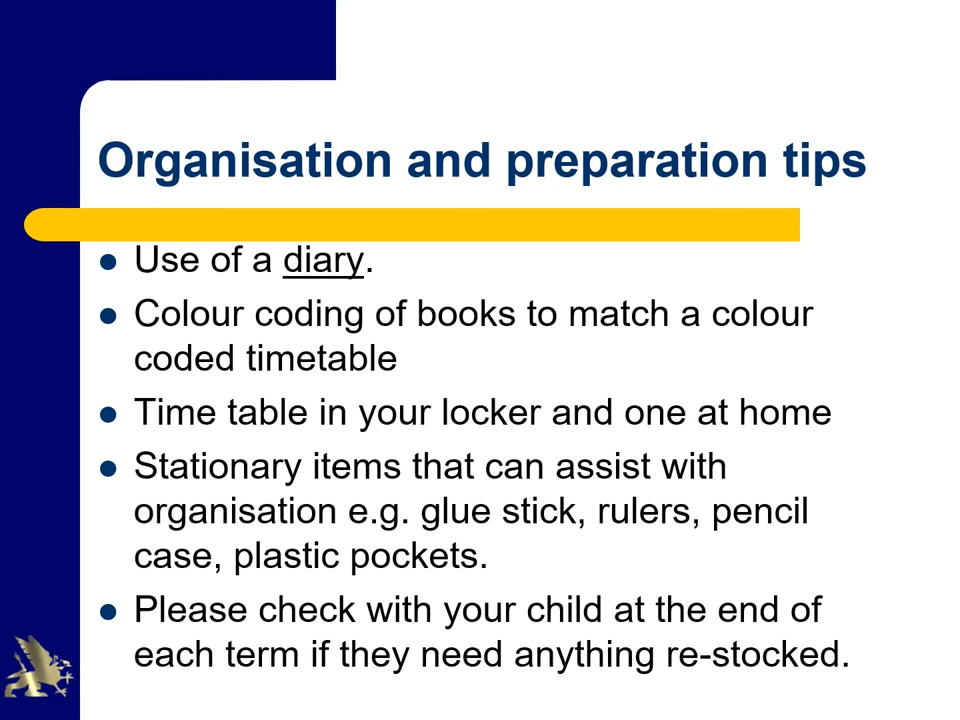 Organisation and preparation tips
● Use of a diary.
● Colour coding of books to match a colour
coded timetable
● Time table in your locker and one at home
● Stationary items that can assist with
organisation e.g. glue stick, rulers, pencil
case, plastic pockets.
● Please check with your child at the end of
each term if they need anything re-stocked.